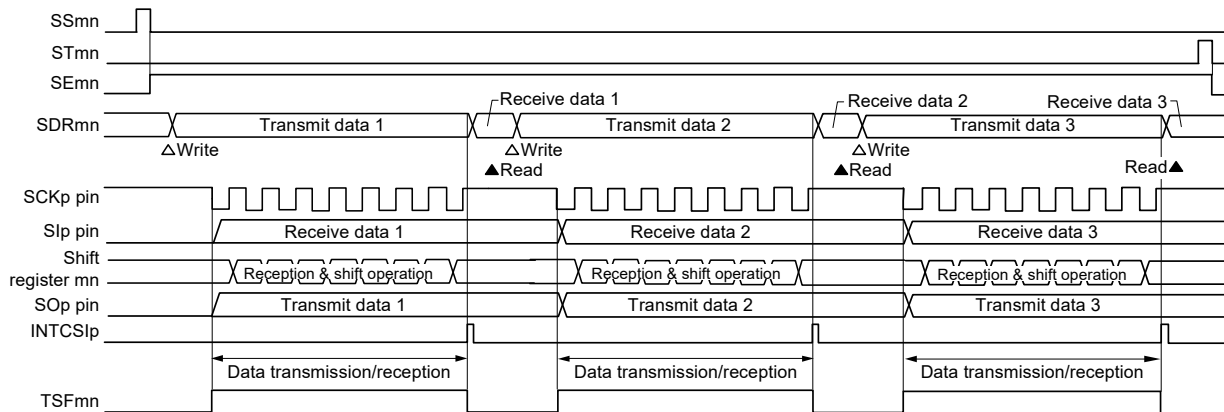 SSmn
STmn
SEmn
Receive data 1 Receive data 2 Receive data 3
SDRmn Transmit data 1 Transmit data 2 Transmit data 3
△Write △Write △Write
▲Read ▲Read Read▲
SCKp pin
SIp pin Receive data 1 Receive data 2 Receive data 3
Shift
register mn Reception & shift operation Reception & shift operation Reception & shift operation
SOp pin Transmit data 1 Transmit data 2 Transmit data 3
INTCSIp
Data transmission/reception Data transmission/reception Data transmission/reception
TSFmn